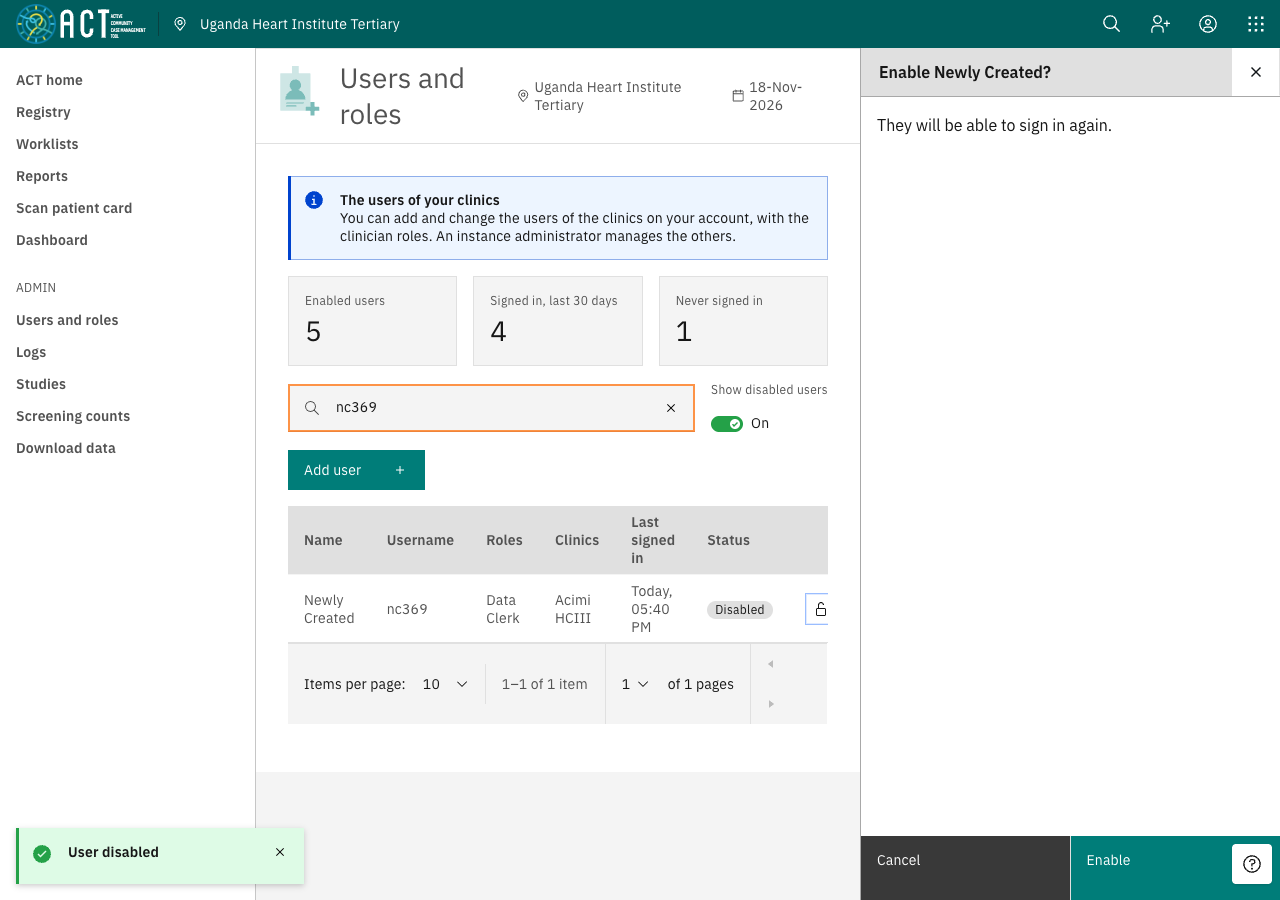 ACT
ACTIVE
COMMUNITY
CASE MANAGEMENT
TOOL
Uganda Heart Institute Tertiary
ACT home
Registry
Worklists
Reports
Scan patient card
Dashboard
ADMIN
Users and roles
Logs
Studies
Screening counts
Download data
Users and
roles
Uganda Heart Institute
Tertiary
18-Nov-
2026
The users of your clinics
You can add and change the users of the clinics on your account, with the
clinician roles. An instance administrator manages the others.
Enabled users
5
Signed in, last 30 days
4
Never signed in
1
nc369
Show disabled users
On
Add user
Name
Username
Roles
Clinics
Last
signed
in
Status
Newly
Created
nc369
Data
Clerk
Acimi
HCIII
Today,
05:40
PM
Disabled
Items per page:
10
1–1 of 1 item
1
of 1 pages
User disabled
Enable Newly Created?
They will be able to sign in again.
Cancel
Enable